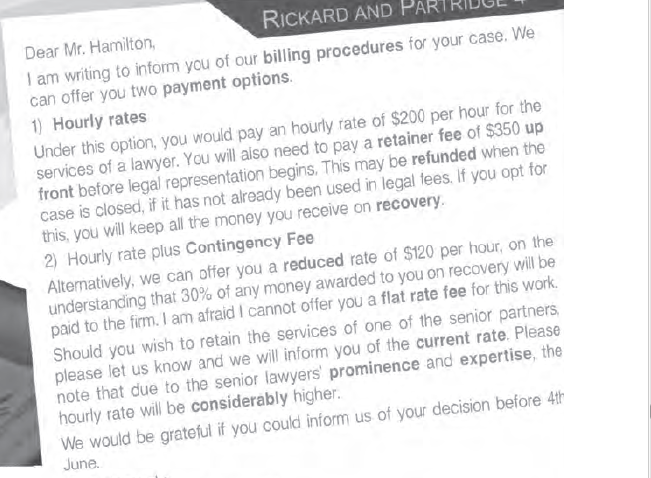 RICKARD AND PARTRIDGE
Dear Mr. Hamilton,
I am writing to inform you of our billing procedures for your case. We
can offer you two payment options.
1) Hourly rates
Under this option, you would pay an hourly rate of $200 per hour for the
services of a lawyer. You will also need to pay a retainer fee of $350 up
front before legal representation begins. This may be refunded when the
case is closed, if it has not already been used in legal fees. If you opt for
this, you will keep all the money you receive on recovery.
2) Hourly rate plus Contingency Fee
Alternatively, we can offer you a reduced rate of $120 per hour, on the
understanding that 30% of any money awarded to you on recovery will be
paid to the firm. I am afraid I cannot offer you a flat rate fee for this work.
Should you wish to retain the services of one of the senior partners,
please let us know and we will inform you of the current rate. Please
note that due to the senior lawyers' prominence and expertise, the
hourly rate will be considerably higher.
We would be grateful if you could inform us of your decision before 4th
June.